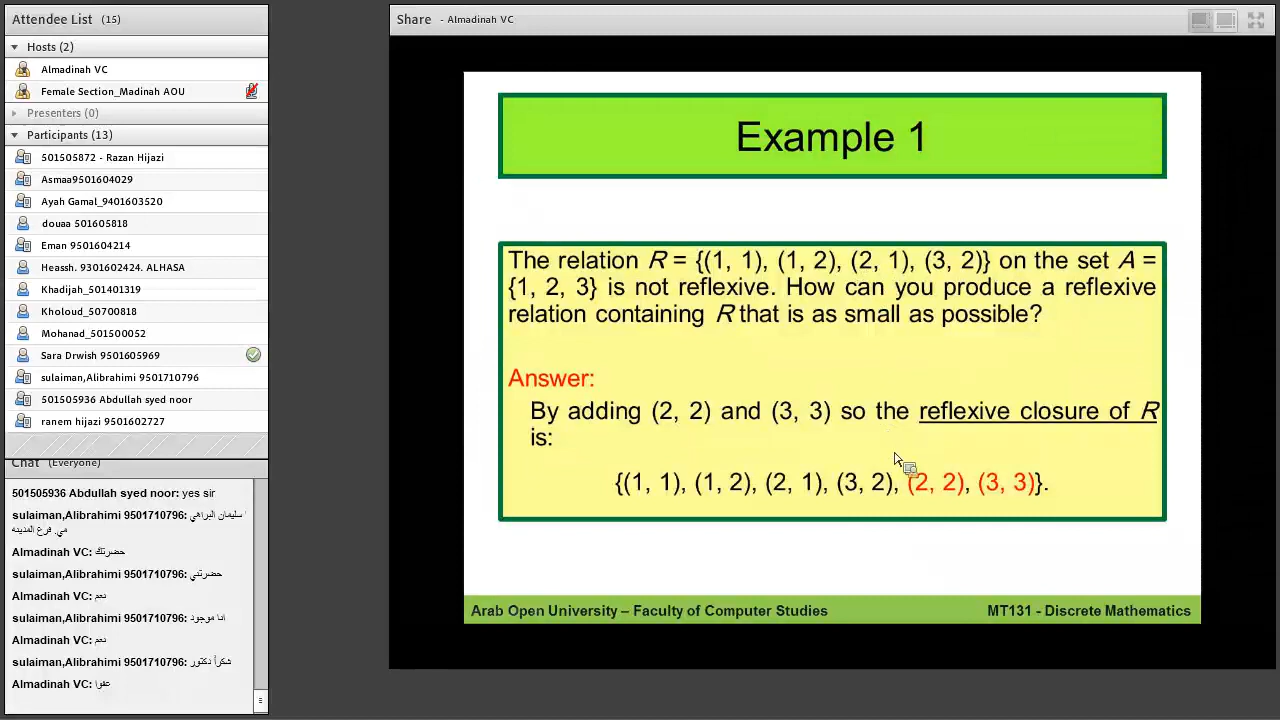 Attendee List (15)
Hosts (2)
Almadinah VC
Female Section_Madinah AOU
Presenters (0)
Participants (13)
501505872 - Razan Hijazi
Asmaa9501604029
Ayah Gamal_9401603520
douaa 501605818
Eman 9501604214
Heassh. 9301602424. ALHASA
Khadijah_501401319
Kholoud_50700818
Mohanad_501500052
Sara Drwish 9501605969
sulaiman,Alibrahimi 9501710796
501505936 Abdullah syed noor
ranem hijazi 9501602727
Chat (Everyone)
501505936 Abdullah syed noor: yes sir
sulaiman,Alibrahimi 9501710796: سليمان البراهي
مي. فرع المدينه
Almadinah VC: حضرتك
sulaiman,Alibrahimi 9501710796: حضرتني
Almadinah VC: نعم
sulaiman,Alibrahimi 9501710796: انا موجود
Almadinah VC: نعم
sulaiman,Alibrahimi 9501710796: شكرأ دكتور
Almadinah VC: عفوا
Share - Almadinah VC
Example 1
The relation R = {(1, 1), (1, 2), (2, 1), (3, 2)} on the set A =
{1, 2, 3} is not reflexive. How can you produce a reflexive
relation containing R that is as small as possible?
Answer:
By adding (2, 2) and (3, 3) so the reflexive closure of R
is:
{(1, 1), (1, 2), (2, 1), (3, 2), (2, 2), (3, 3)}.
Arab Open University – Faculty of Computer Studies
MT131 - Discrete Mathematics